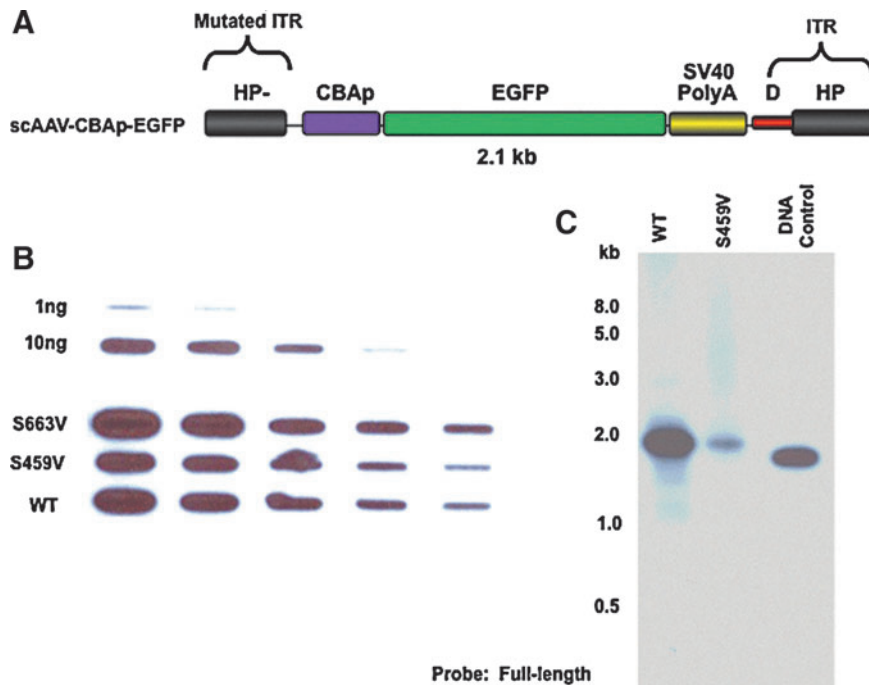 A
Mutated ITR
ITR
HP-
CBAp
EGFP
SV40
PolyA
D
HP
scAAV-CBAp-EGFP
2.1 kb
B
1ng
10ng
S663V
S459V
WT
C
kb
WT
S459V
DNA
Control
8.0
5.0
3.0
2.0
1.0
0.5
Probe: Full-length